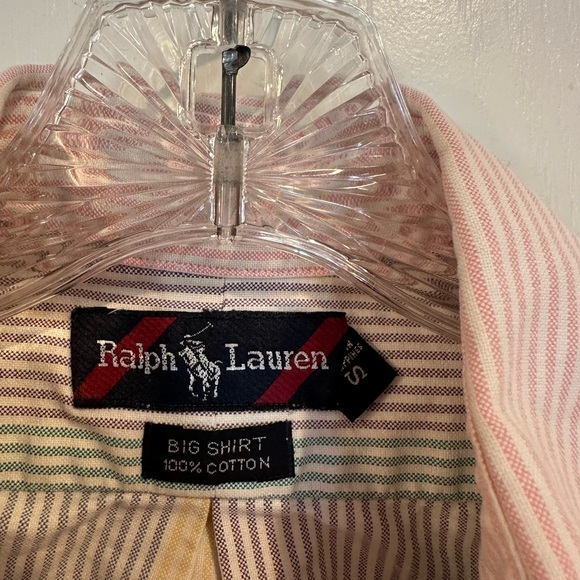 Ralph Lauren
S
BIG SHIRT
100% COTTON